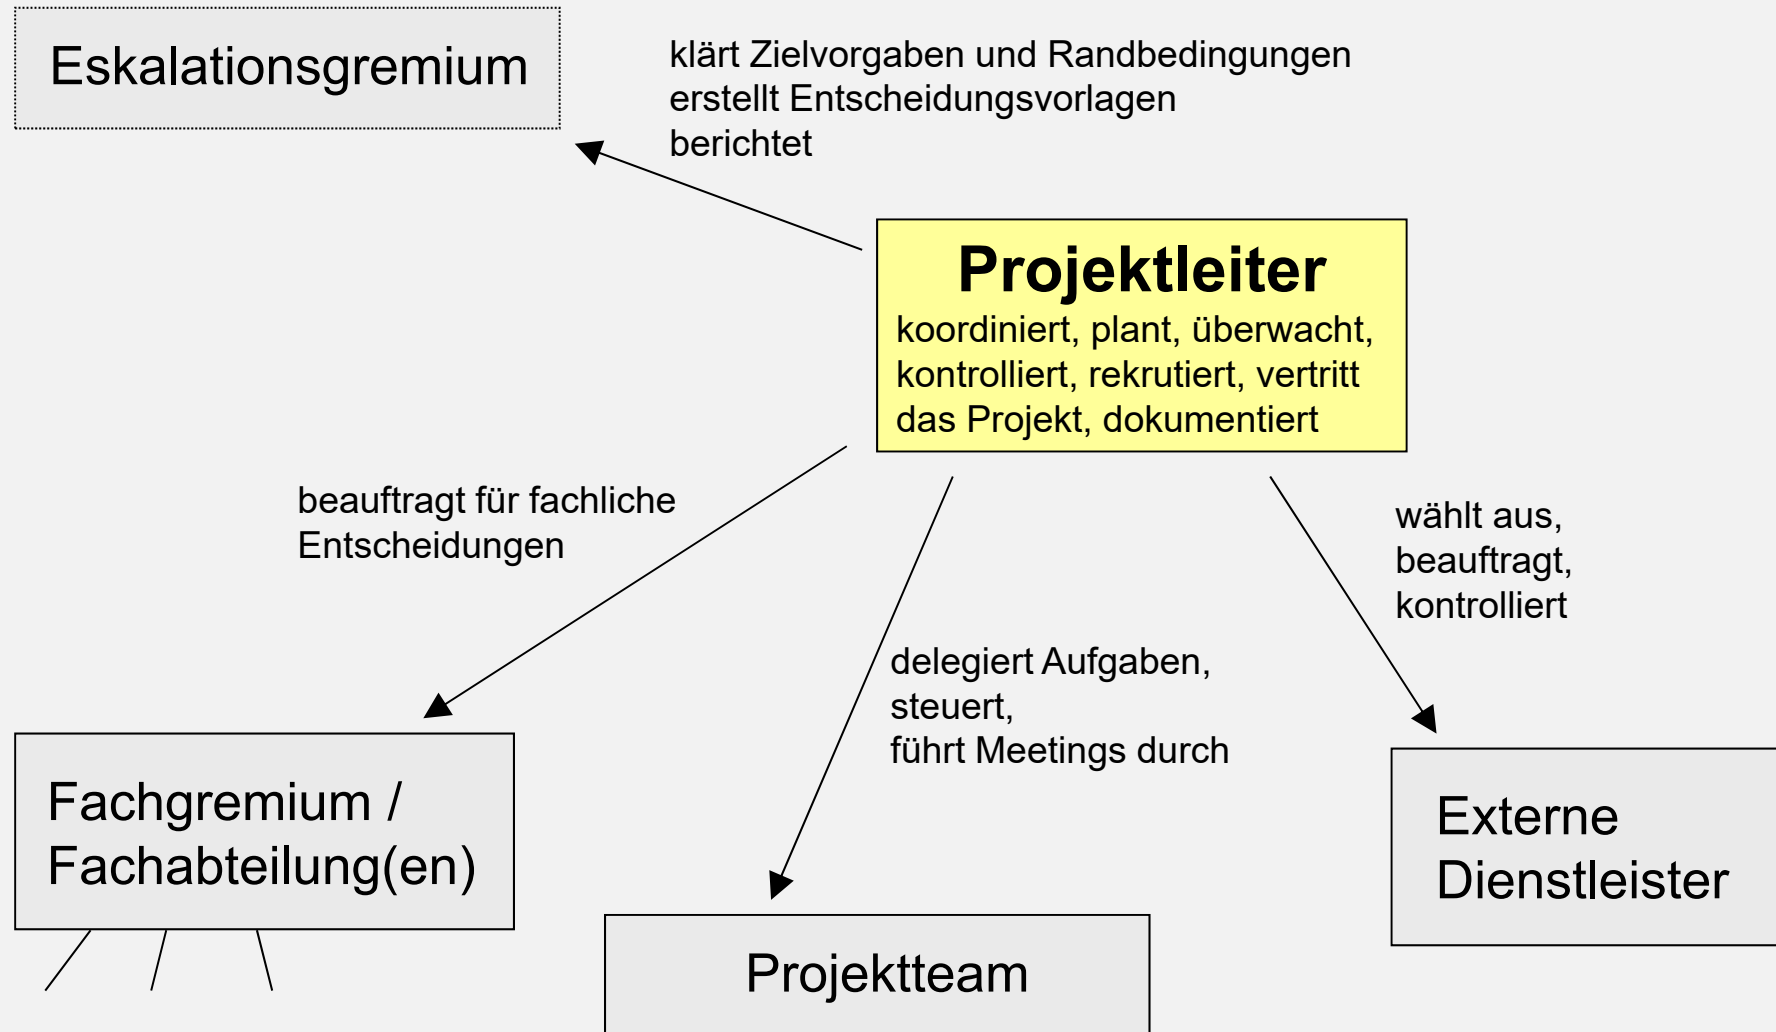 Eskalationsgremium
klärt Zielvorgaben und Randbedingungen
erstellt Entscheidungsvorlagen
berichtet
Projektleiter
koordiniert, plant, überwacht,
kontrolliert, rekrutiert, vertritt
das Projekt, dokumentiert
beauftragt für fachliche
Entscheidungen
wählt aus,
beauftragt,
kontrolliert
delegiert Aufgaben,
steuert,
führt Meetings durch
Fachgremium /
Fachabteilung(en)
Externe
Dienstleister
Projektteam